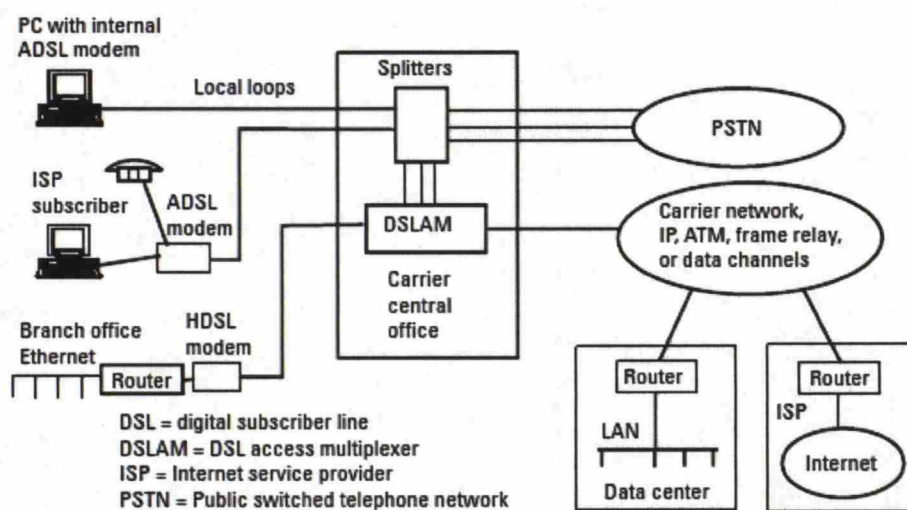 PC with internal
ADSL modem
Local loops
Splitters
PSTN
ISP
subscriber
ADSL
modem
DSLAM
Carrier network,
IP, ATM, frame relay,
or data channels
Carrier
central
office
Branch office
Ethernet
HDSL
modem
Router
Router
LAN
Data center
Router
ISP
Internet
DSL = digital subscriber line
DSLAM = DSL access multiplexer
ISP = Internet service provider
PSTN = Public switched telephone network